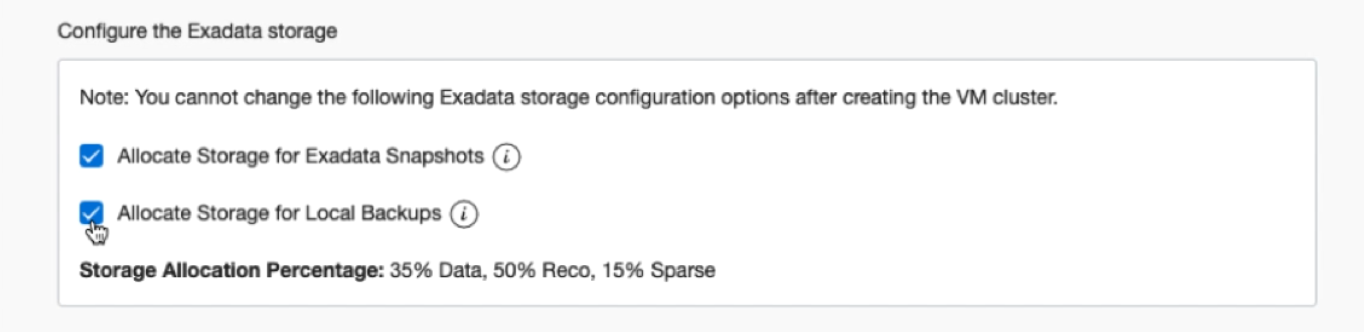 Configure the Exadata storage
Note: You cannot change the following Exadata storage configuration options after creating the VM cluster.
Allocate Storage for Exadata Snapshots i
Allocate Storage for Local Backups i
Storage Allocation Percentage: 35% Data, 50% Reco, 15% Sparse